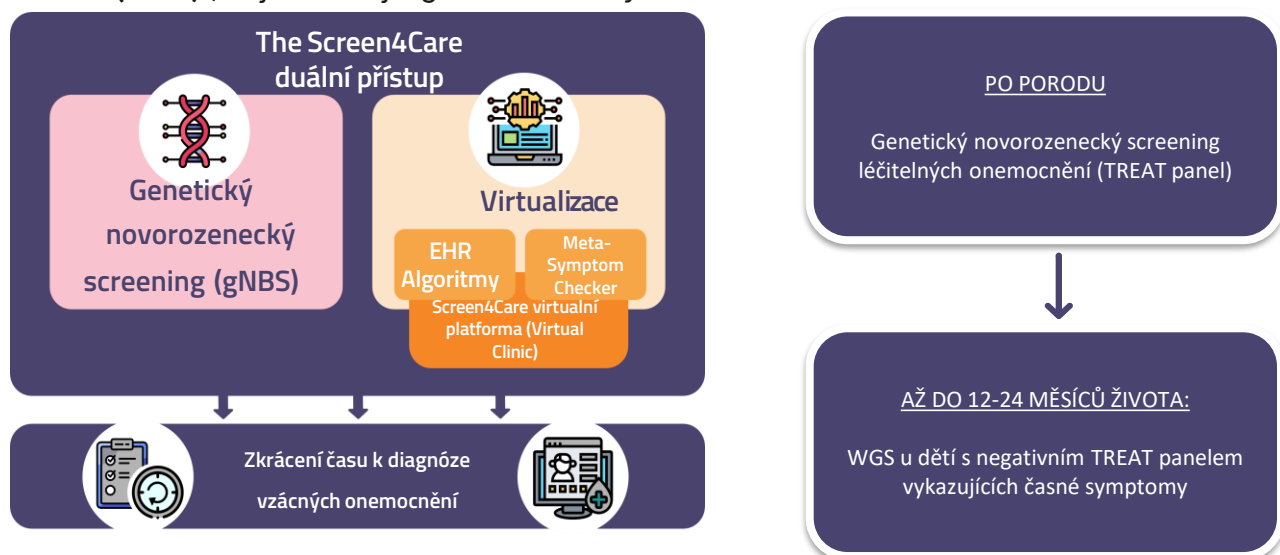 The Screen4Care
duální přístup
Genetický
novorozenecký
screening (gNBS)
Virtualizace
EHR
Algoritmy
Meta-
Symptom
Checker
Screen4Care virtualní
platforma (Virtual
Clinic)
Zkrácení času k diagnóze
vzácných onemocnění
PO PORODU
Genetický novorozenecký screening
léčitelných onemocnění (TREAT panel)
AŽ DO 12-24 MĚSÍCŮ ŽIVOTA:
WGS u dětí s negativním TREAT panelem
vykazujících časné symptomy